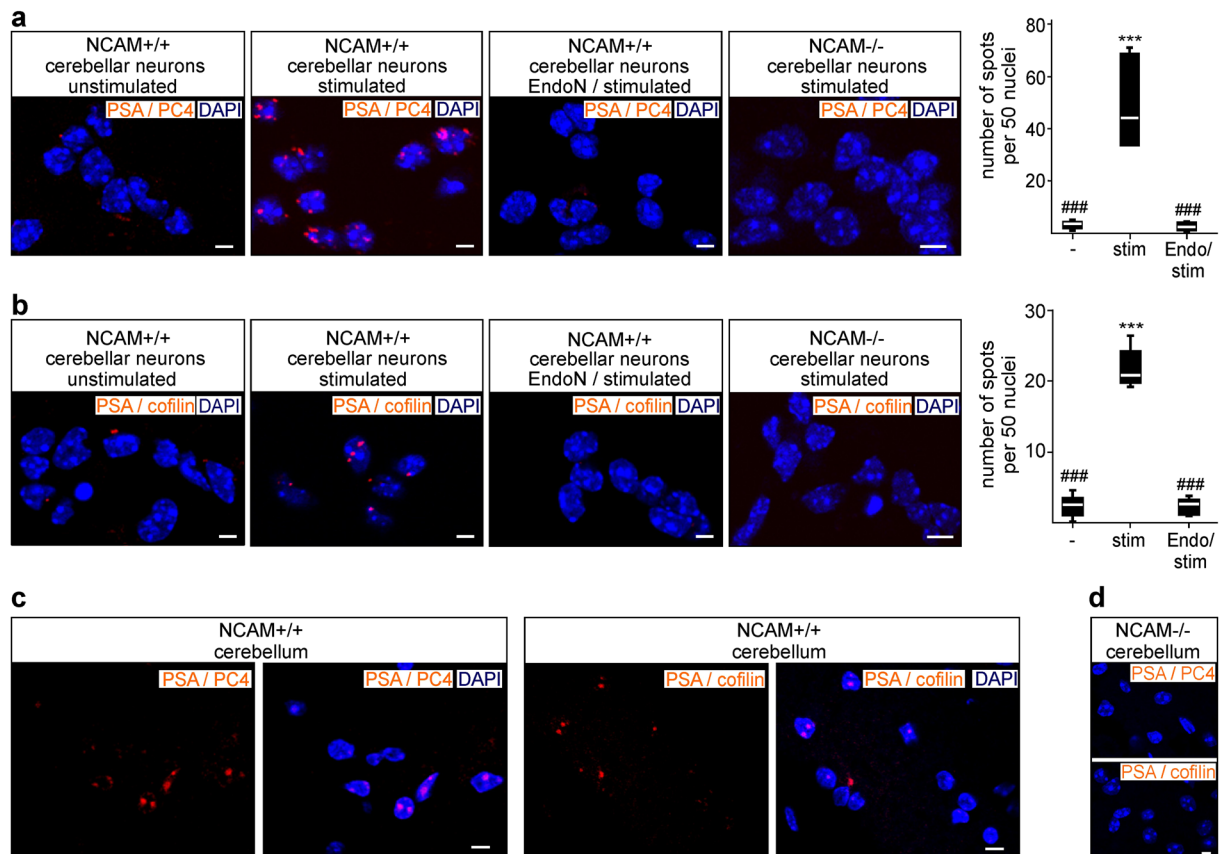 a
NCAM+/+
cerebellar neurons
unstimulated
PSA / PC4 DAPI
NCAM+/+
cerebellar neurons
stimulated
PSA / PC4 DAPI
NCAM+/+
cerebellar neurons
EndoN / stimulated
PSA / PC4 DAPI
NCAM-/-
cerebellar neurons
stimulated
PSA / PC4 DAPI
number of spots
per 50 nuclei
80
60
40
20
###
***
###
-
stim
Endo/
stim
b
NCAM+/+
cerebellar neurons
unstimulated
PSA / cofilin DAPI
NCAM+/+
cerebellar neurons
stimulated
PSA / cofilin DAPI
NCAM+/+
cerebellar neurons
EndoN / stimulated
PSA / cofilin DAPI
NCAM-/-
cerebellar neurons
stimulated
PSA / cofilin DAPI
number of spots
per 50 nuclei
30
20
10
###
***
###
-
stim
Endo/
stim
c
NCAM+/+
cerebellum
PSA / PC4
PSA / PC4 DAPI
NCAM+/+
cerebellum
PSA / cofilin
PSA / cofilin DAPI
d
NCAM-/-
cerebellum
PSA / PC4
PSA / cofilin